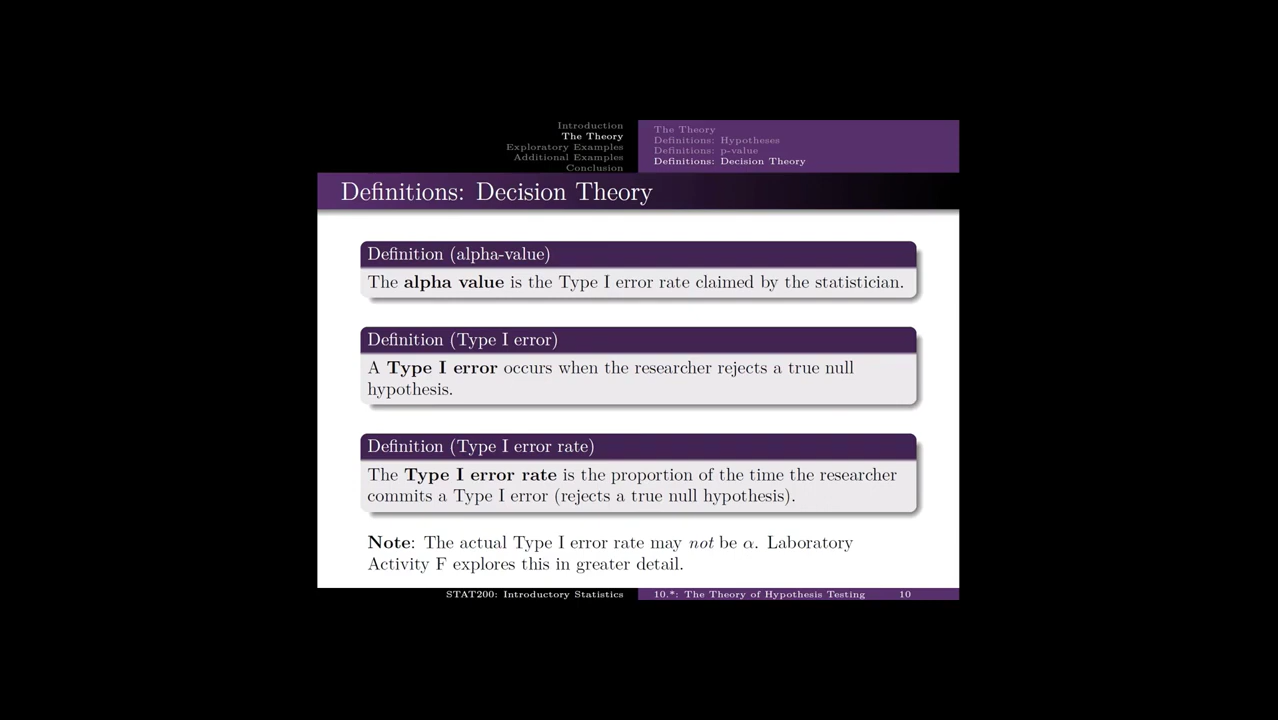 Introduction
The Theory
Exploratory Examples
Additional Examples
Conclusion
The Theory
Definitions: Hypotheses
Definitions: p-value
Definitions: Decision Theory
Definitions: Decision Theory
Definition (alpha-value)
The alpha value is the Type I error rate claimed by the statistician.
Definition (Type I error)
A Type I error occurs when the researcher rejects a true null
hypothesis.
Definition (Type I error rate)
The Type I error rate is the proportion of the time the researcher
commits a Type I error (rejects a true null hypothesis).
Note: The actual Type I error rate may not be α. Laboratory
Activity F explores this in greater detail.
STAT200: Introductory Statistics
10.*: The Theory of Hypothesis Testing 10